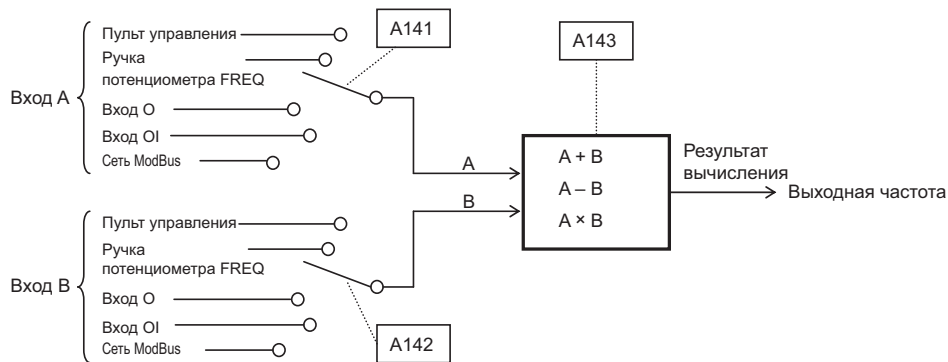 Вход A
Пульт управления
Ручка
потенциометра FREQ
Вход O
Вход OI
Сеть ModBus
A141
A143
A
B
A + B
A – B
A × B
Результат
вычисления
Выходная частота
Вход B
Пульт управления
Ручка
потенциометра FREQ
Вход O
Вход OI
Сеть ModBus
A142